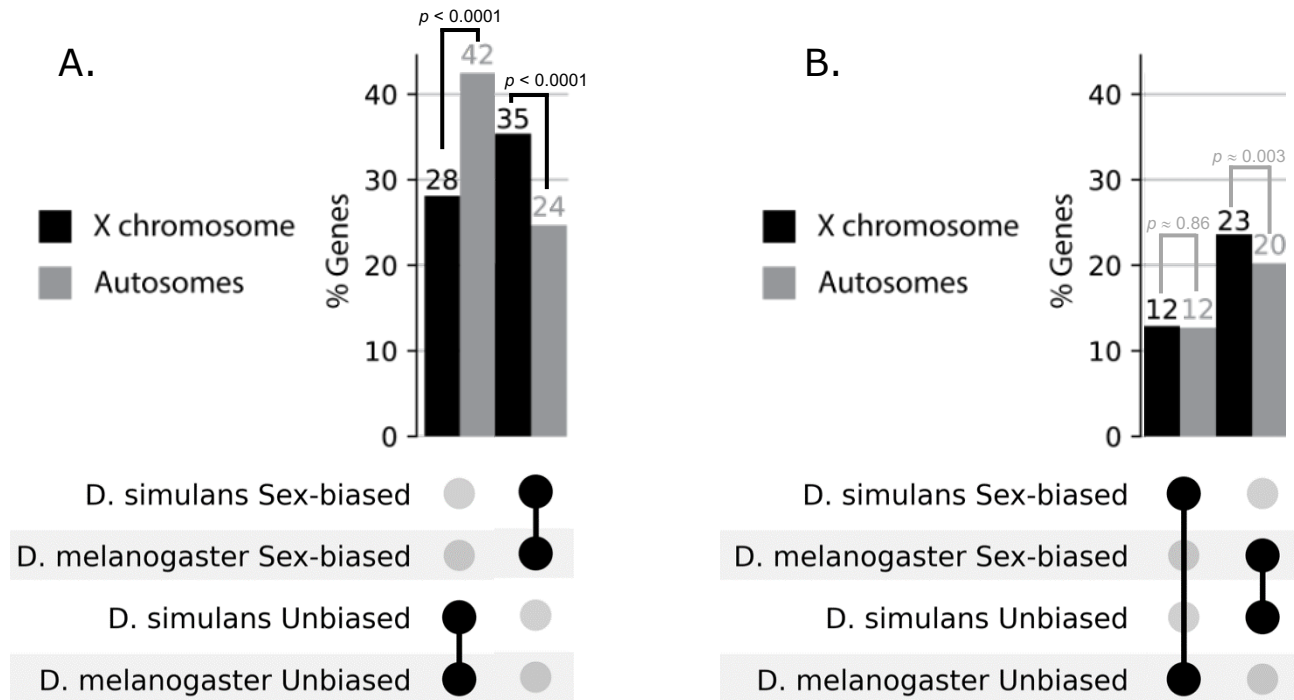 A.
p < 0.0001
42
p < 0.0001
40
35
30
28
24
20
10
0
% Genes
X chromosome
Autosomes
D. simulans Sex-biased
D. melanogaster Sex-biased
D. simulans Unbiased
D. melanogaster Unbiased
B.
40
p ≈ 0.003
30
p ≈ 0.86
23
20
20
12
12
10
0
% Genes
X chromosome
Autosomes
D. simulans Sex-biased
D. melanogaster Sex-biased
D. simulans Unbiased
D. melanogaster Unbiased